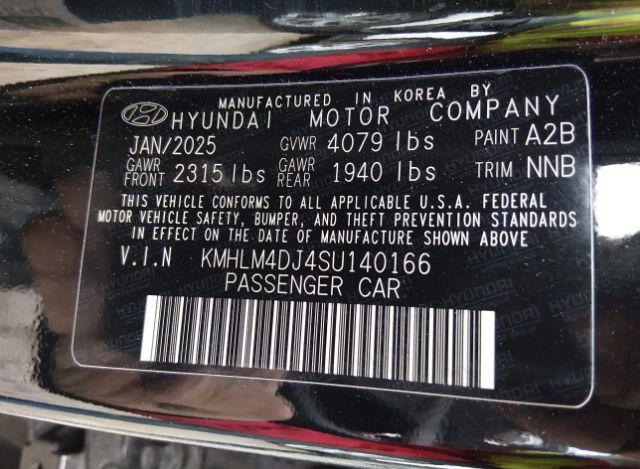 MANUFACTURED IN KOREA BY
HYUNDAI MOTOR COMPANY
JAN/2025 GVWR 4079 lbs PAINT A2B
GAWR FRONT 2315 lbs GAWR REAR 1940 lbs TRIM NNB
THIS VEHICLE CONFORMS TO ALL APPLICABLE U.S.A. FEDERAL
MOTOR VEHICLE SAFETY, BUMPER, AND THEFT PREVENTION STANDARDS
IN EFFECT ON THE DATE OF MANUFACTURE SHOWN ABOVE.
V.I.N KMHLM4DJ4SU140166
PASSENGER CAR